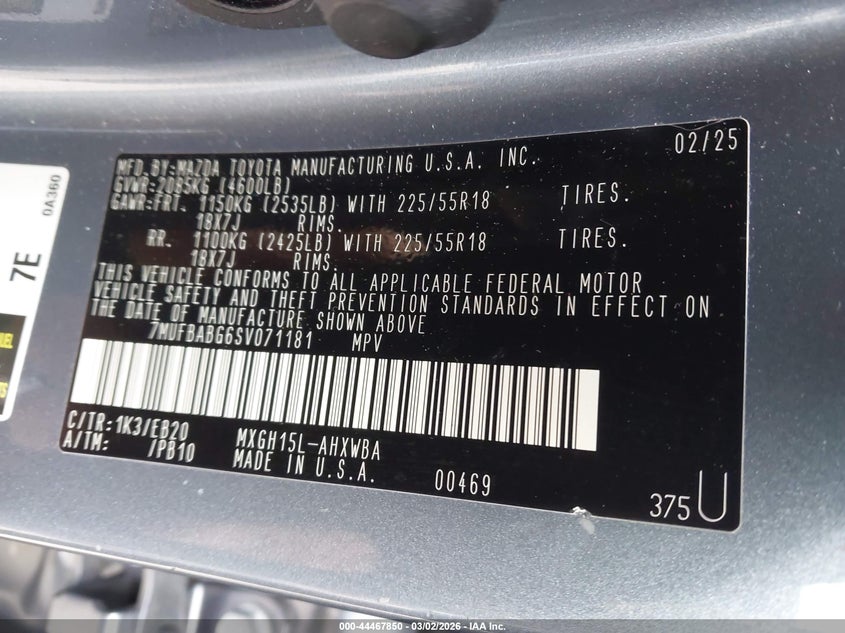 MFD.BY:MAZDA TOYOTA MANUFACTURING U.S.A. INC. 02/25
GVWR:2085KG (4600LB)
GAWR:FRT. 1150KG (2535LB) WITH 225/55R18 TIRES.
18X7J RIMS.
RR. 1100KG (2425LB) WITH 225/55R18 TIRES.
18X7J RIMS.
THIS VEHICLE CONFORMS TO ALL APPLICABLE FEDERAL MOTOR
VEHICLE SAFETY AND THEFT PREVENTION STANDARDS IN EFFECT ON
THE DATE OF MANUFACTURE SHOWN ABOVE
7MUFBABG6SV071181 MPV
C/TR:1K3/EB20 MXGH15L-AHXWBA
A/TM: /PB10 MADE IN U.S.A. 00469
375U
0A360
7E
000-44467850 - 03/02/2026 - IAA Inc.